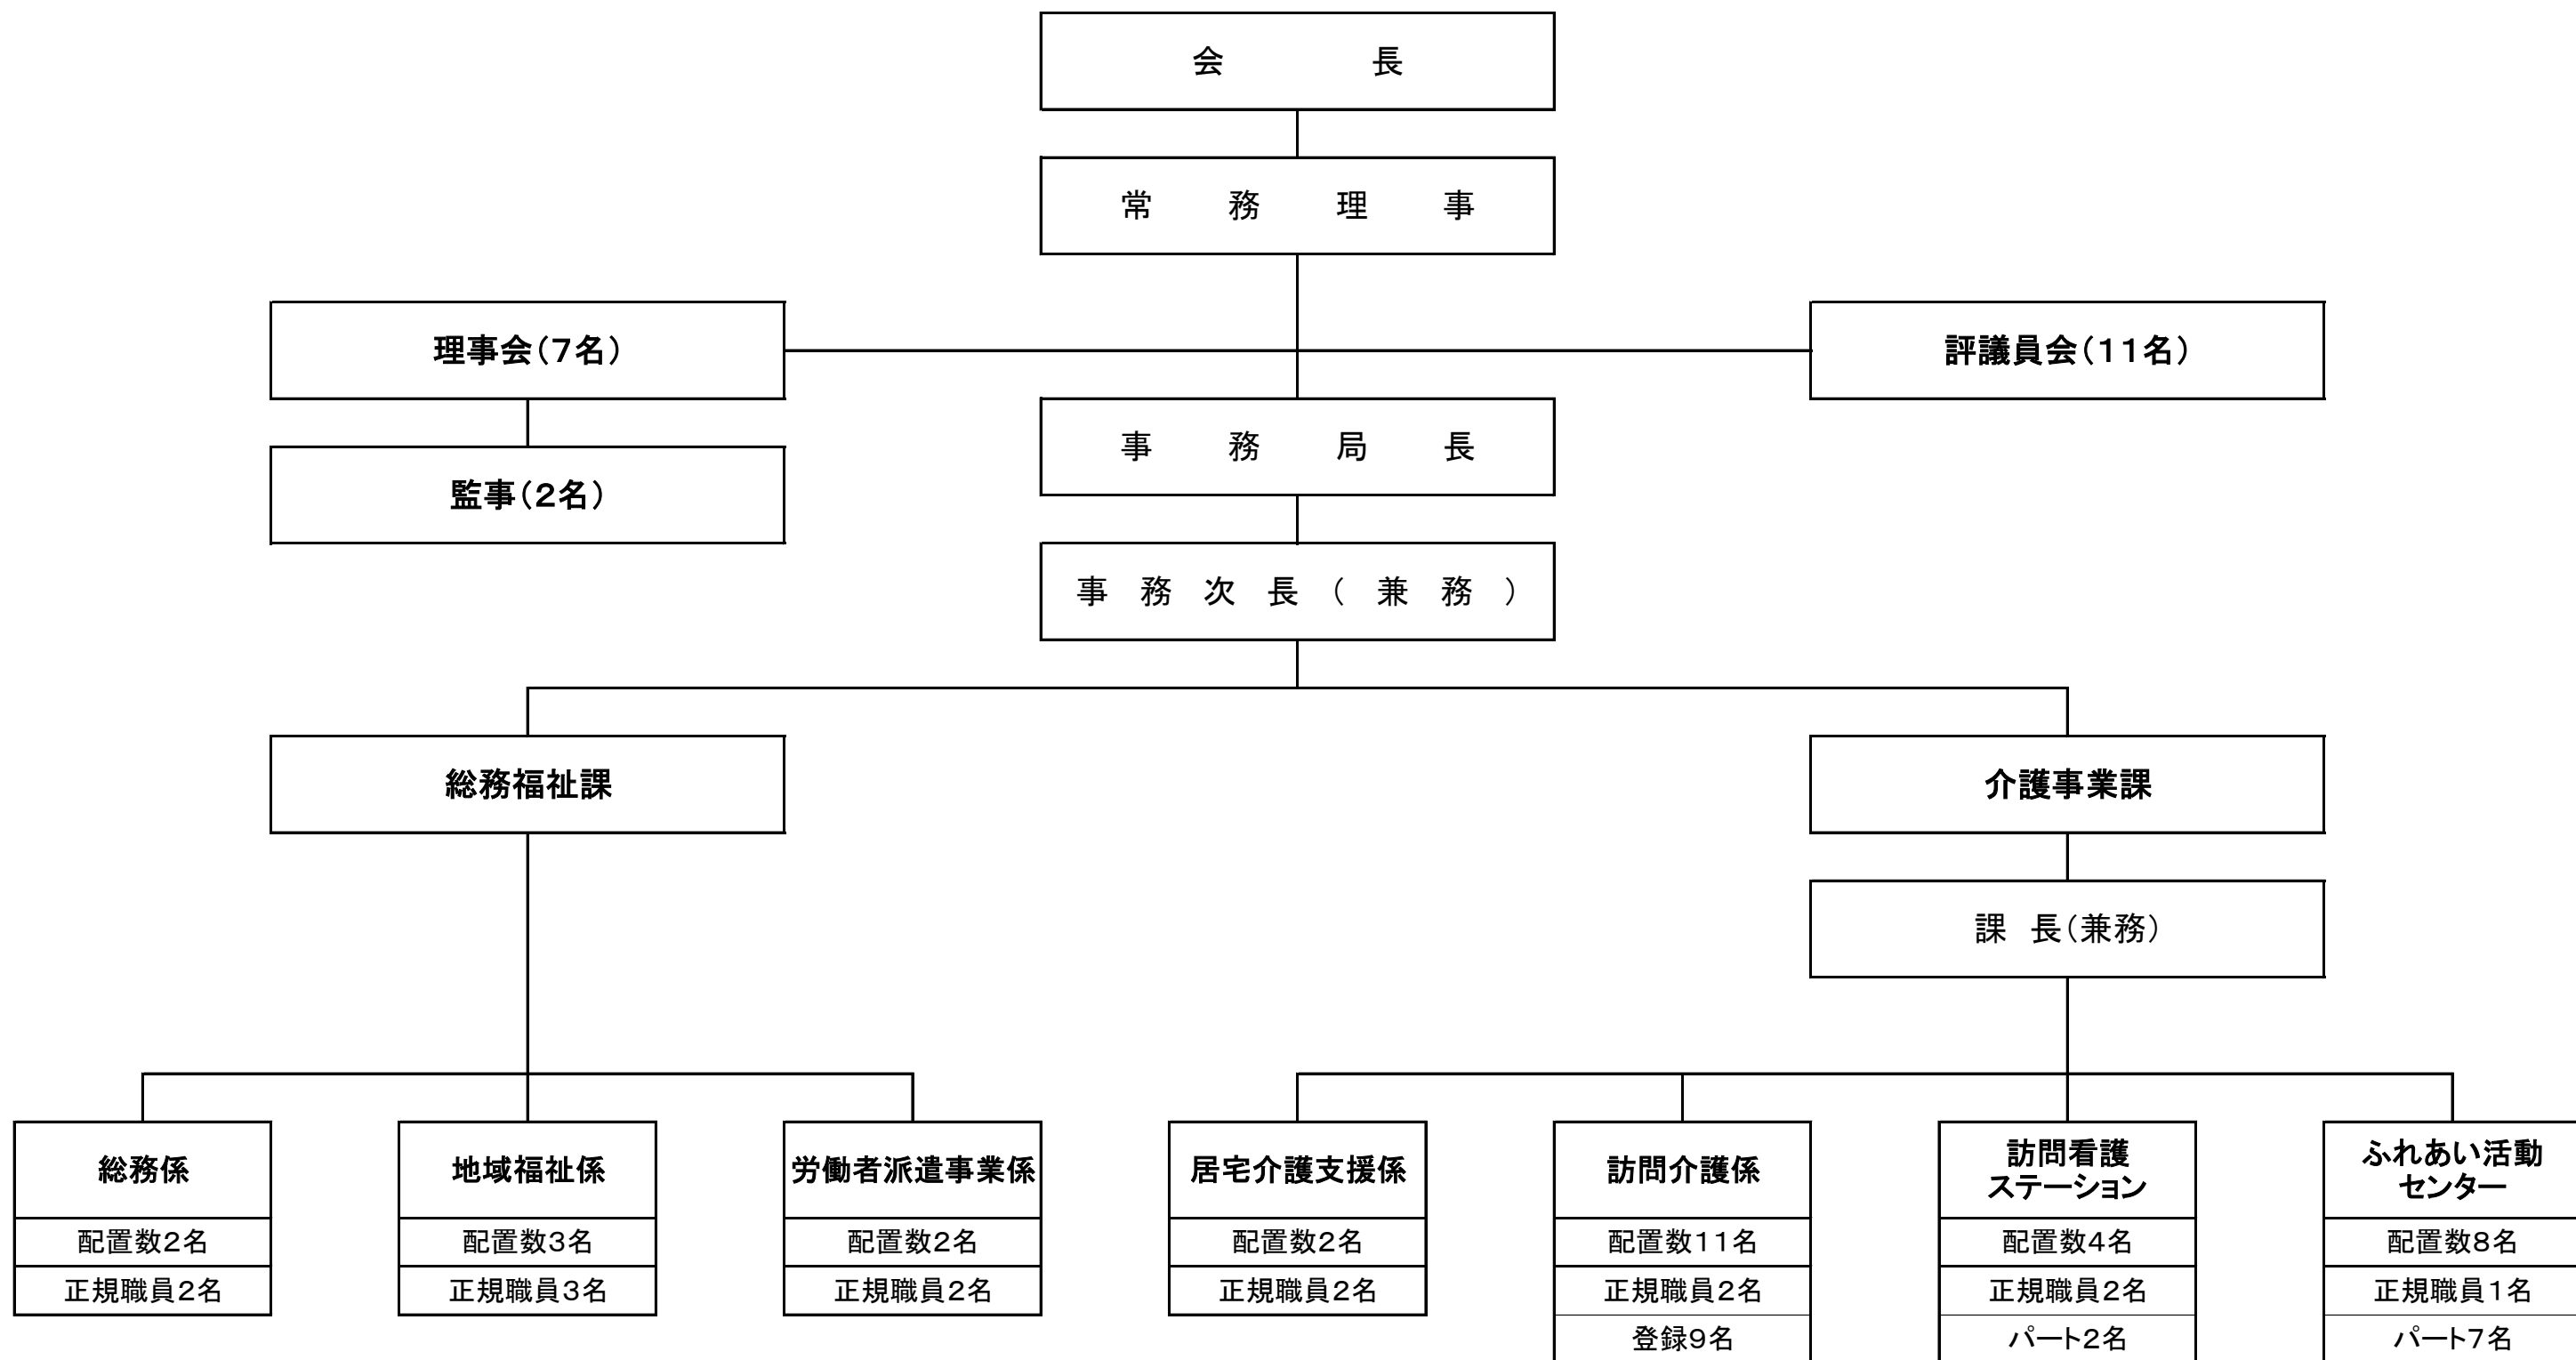 会長
常務理事
理事会(7名)
評議員会(11名)
事務局長
監事(2名)
事務次長(兼務)
総務福祉課
介護事業課
課 長(兼務)
総務係
配置数2名
正規職員2名
地域福祉係
配置数3名
正規職員3名
労働者派遣事業係
配置数2名
正規職員2名
居宅介護支援係
配置数2名
正規職員2名
訪問介護係
配置数11名
正規職員2名
登録9名
訪問看護
ステーション
配置数4名
正規職員2名
パート2名
ふれあい活動
センター
配置数8名
正規職員1名
パート7名